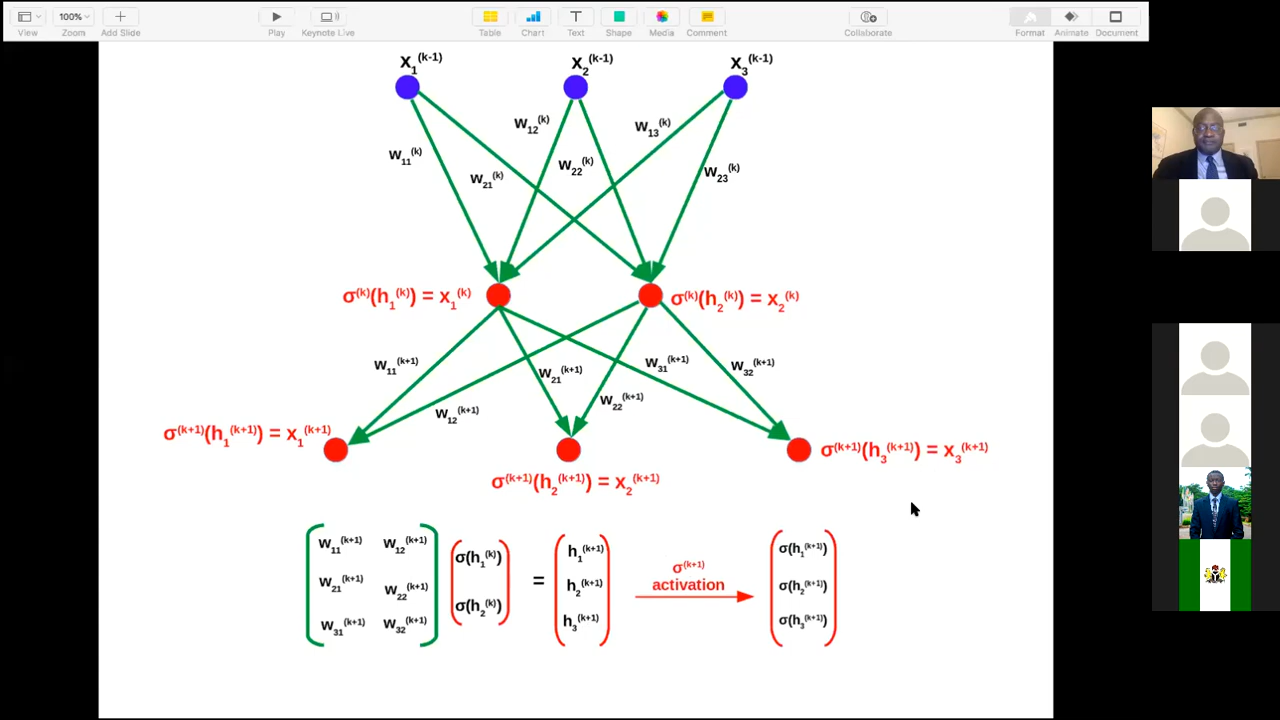 100%
View Zoom Add Slide Play Keynote Live Table Chart Text Shape Media Comment Collaborate Format Animate Document
x1(k-1) x2(k-1) x3(k-1)
w12(k) w13(k)
w11(k) w22(k) w23(k)
w21(k)
σ(k)(h1(k)) = x1(k) σ(k)(h2(k)) = x2(k)
w11(k+1) w21(k+1) w31(k+1) w32(k+1)
w12(k+1) w22(k+1)
σ(k+1)(h1(k+1)) = x1(k+1)
σ(k+1)(h3(k+1)) = x3(k+1)
σ(k+1)(h2(k+1)) = x2(k+1)
w11(k+1) w12(k+1) σ(h1(k)) h1(k+1) σ(k+1) σ(h1(k+1))
w21(k+1) w22(k+1) = h2(k+1) activation σ(h2(k+1))
w31(k+1) w32(k+1) σ(h2(k)) h3(k+1) σ(h3(k+1))